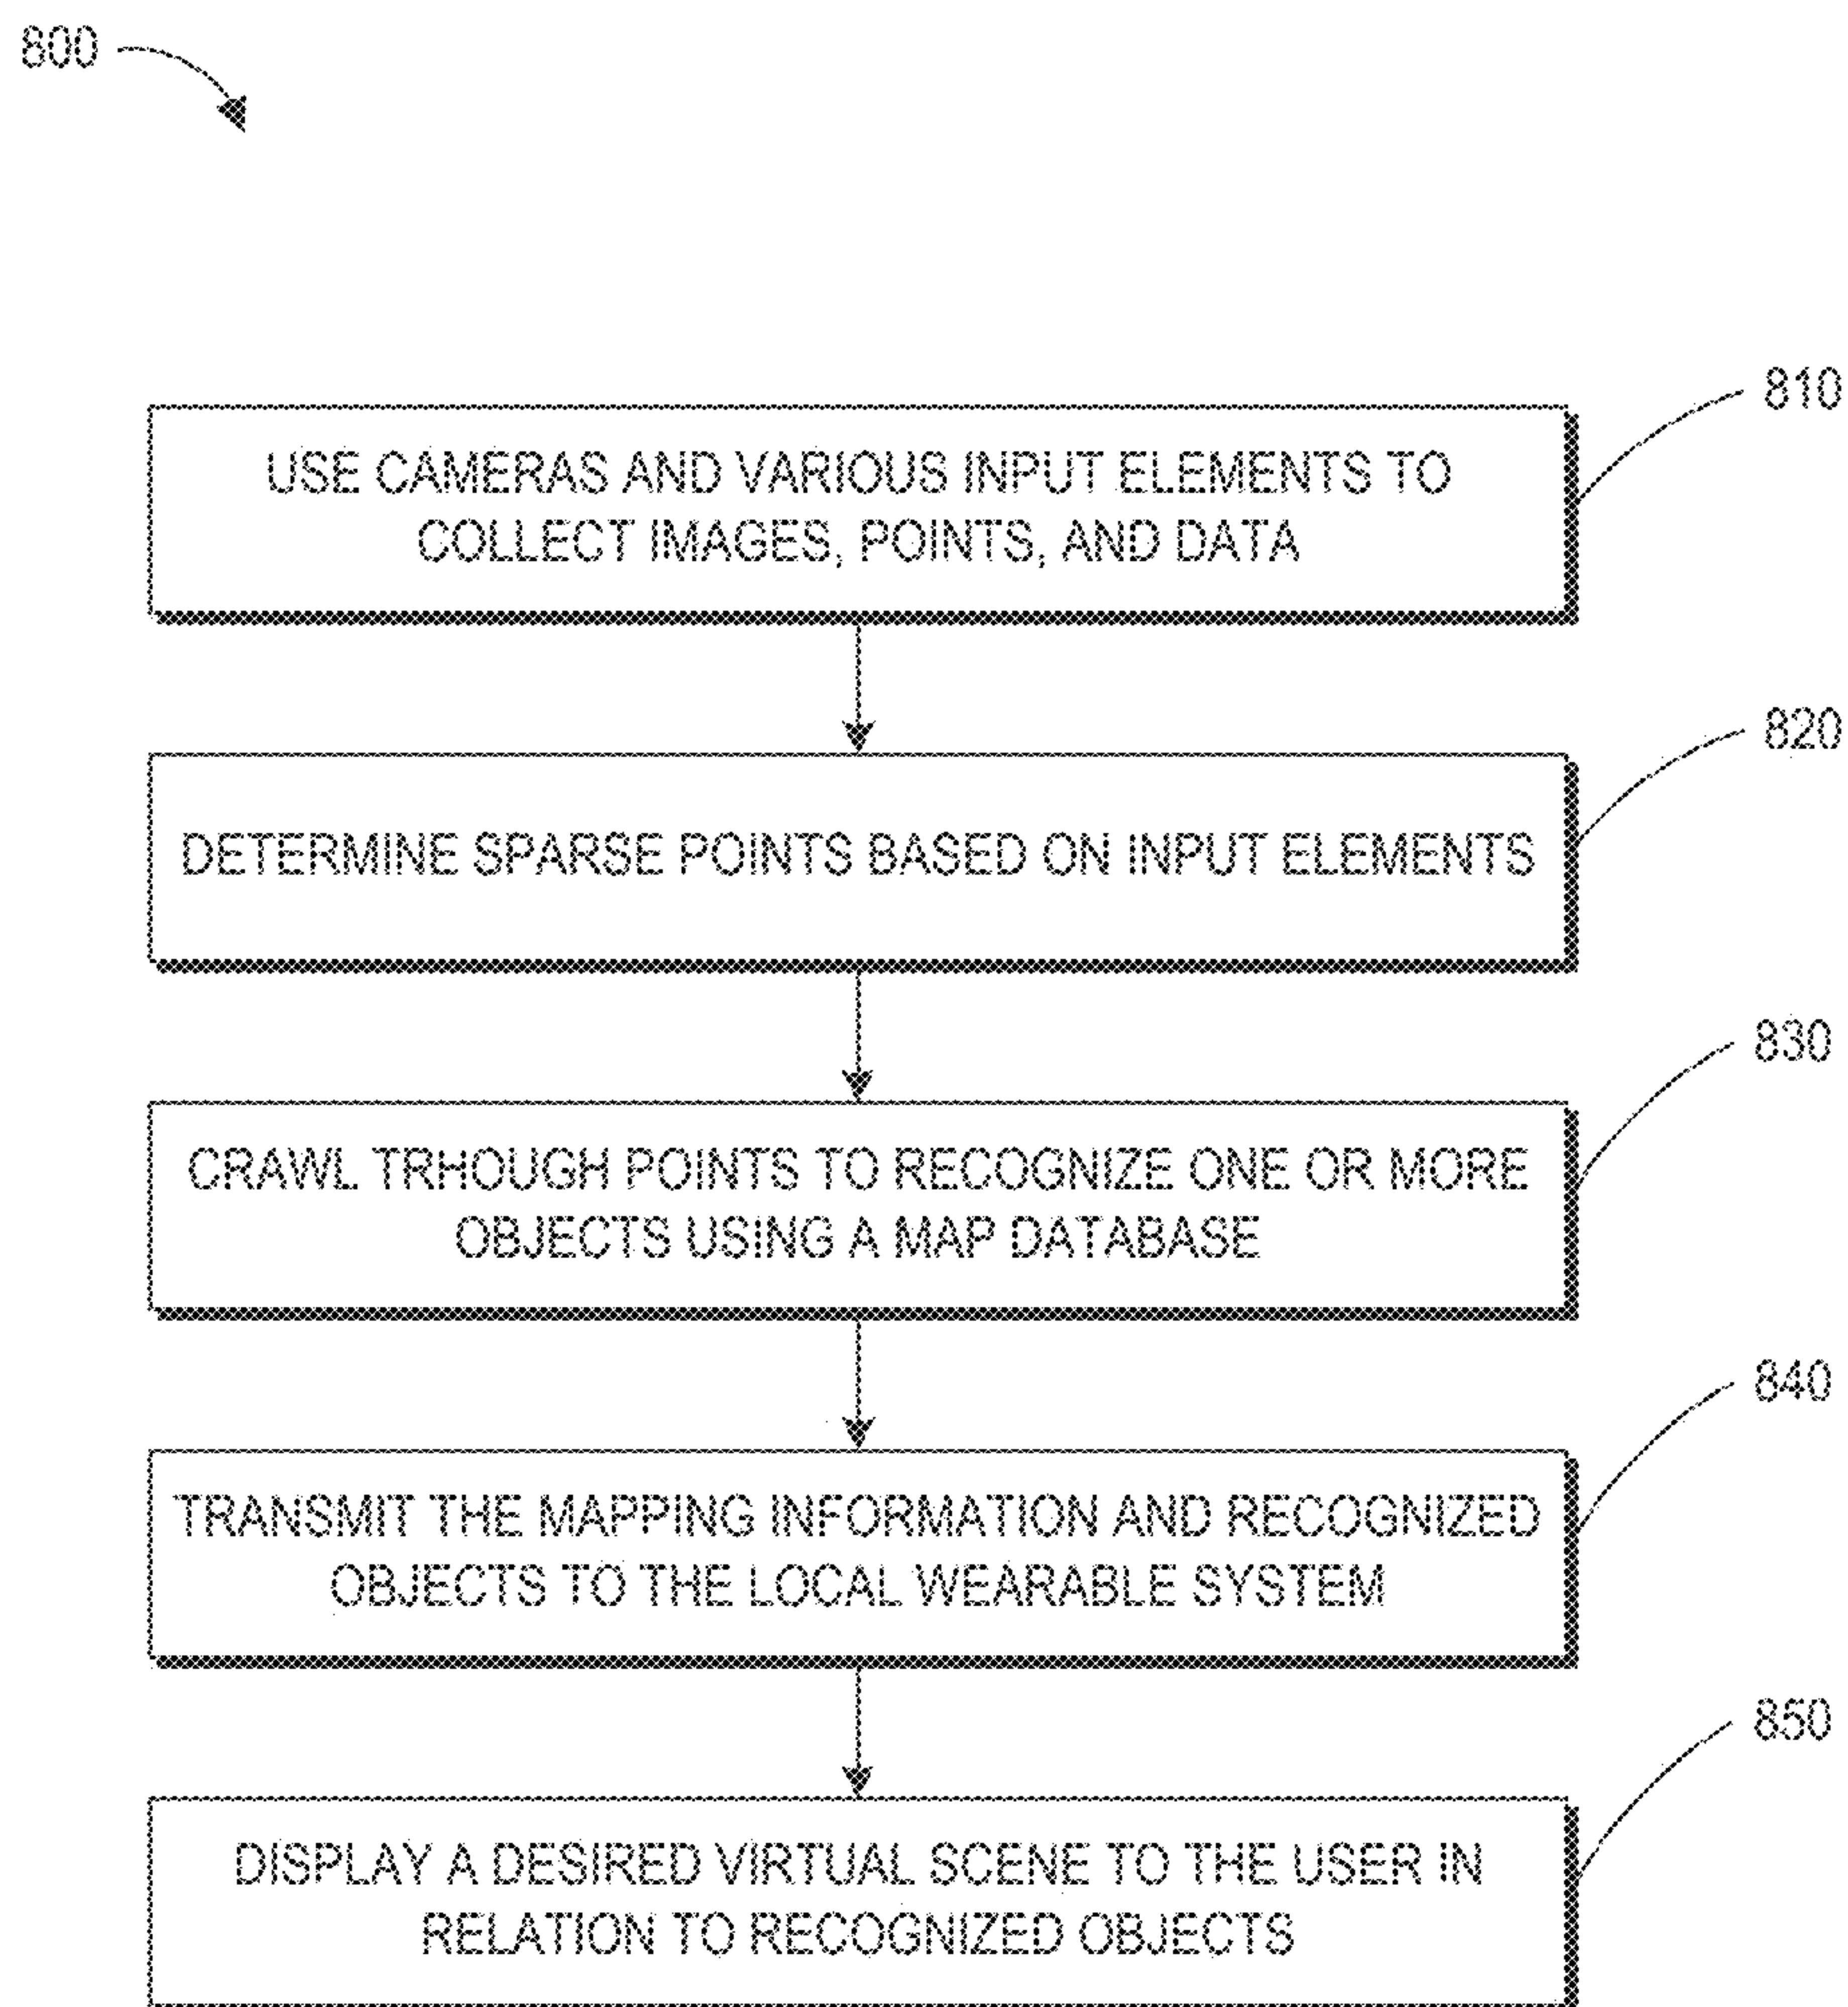 800
810
USE CAMERAS AND VARIOUS INPUT ELEMENTS TO
COLLECT IMAGES, POINTS, AND DATA
820
DETERMINE SPARSE POINTS BASED ON INPUT ELEMENTS
830
CRAWL TRHOUGH POINTS TO RECOGNIZE ONE OR MORE
OBJECTS USING A MAP DATABASE
840
TRANSMIT THE MAPPING INFORMATION AND RECOGNIZED
OBJECTS TO THE LOCAL WEARABLE SYSTEM
850
DISPLAY A DESIRED VIRTUAL SCENE TO THE USER IN
RELATION TO RECOGNIZED OBJECTS